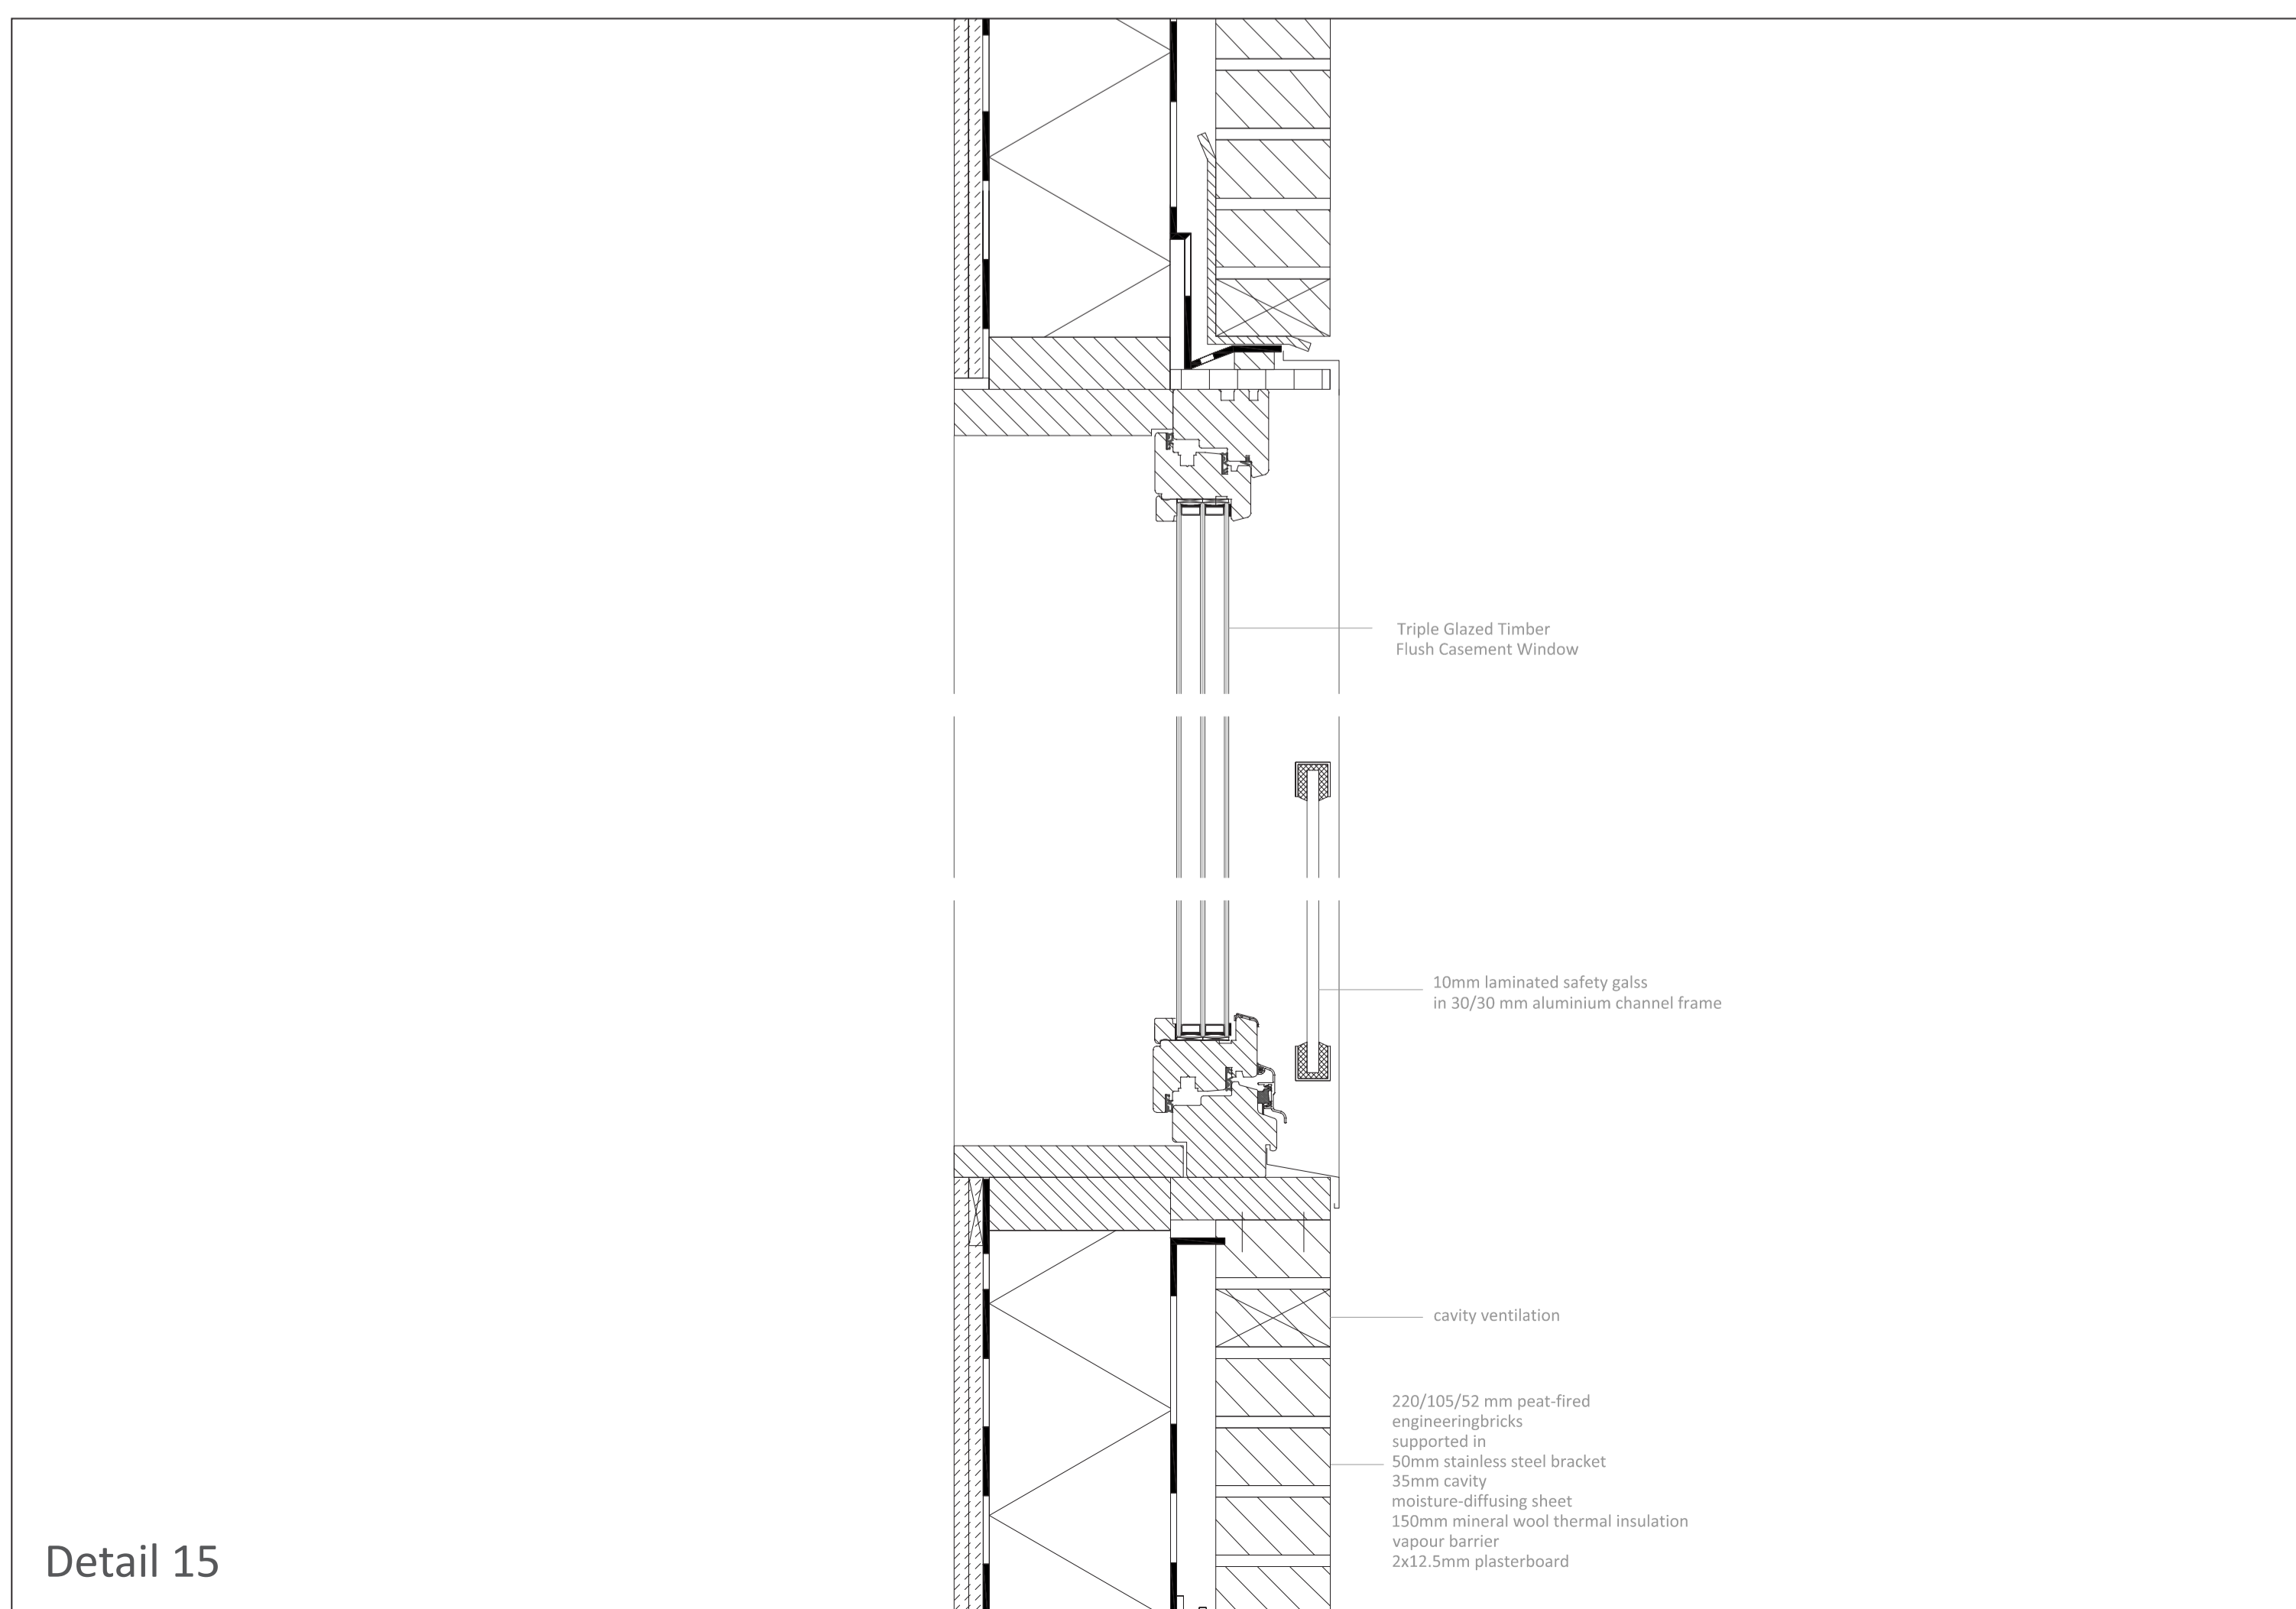 Triple Glazed Timber
Flush Casement Window
10mm laminated safety galss
in 30/30 mm aluminium channel frame
cavity ventilation
220/105/52 mm peat-fired
engineeringbricks
supported in
50mm stainless steel bracket
35mm cavity
moisture-diffusing sheet
150mm mineral wool thermal insulation
vapour barrier
2x12.5mm plasterboard
Detail 15